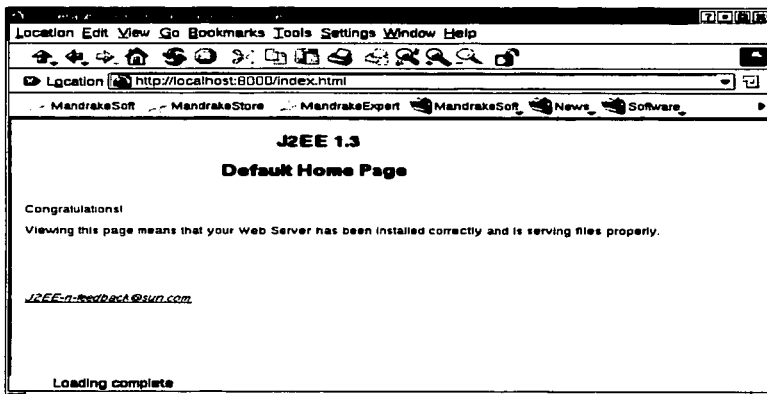 Location Edit View Go Bookmarks Tools Settings Window Help
Location http://localhost:8000/index.html
MandrakeSoft MandrakeStore MandrakeExpert MandrakeSoft News Software
J2EE 1.3
Default Home Page
Congratulations!
Viewing this page means that your Web Server has been installed correctly and is serving files properly.
J2EE-ri-feedback@sun.com
Loading complete